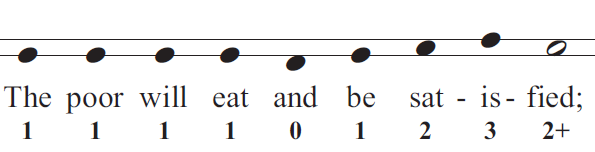 The poor will eat and be sat - is - fied;
1 1 1 1 0 1 2 3 2+